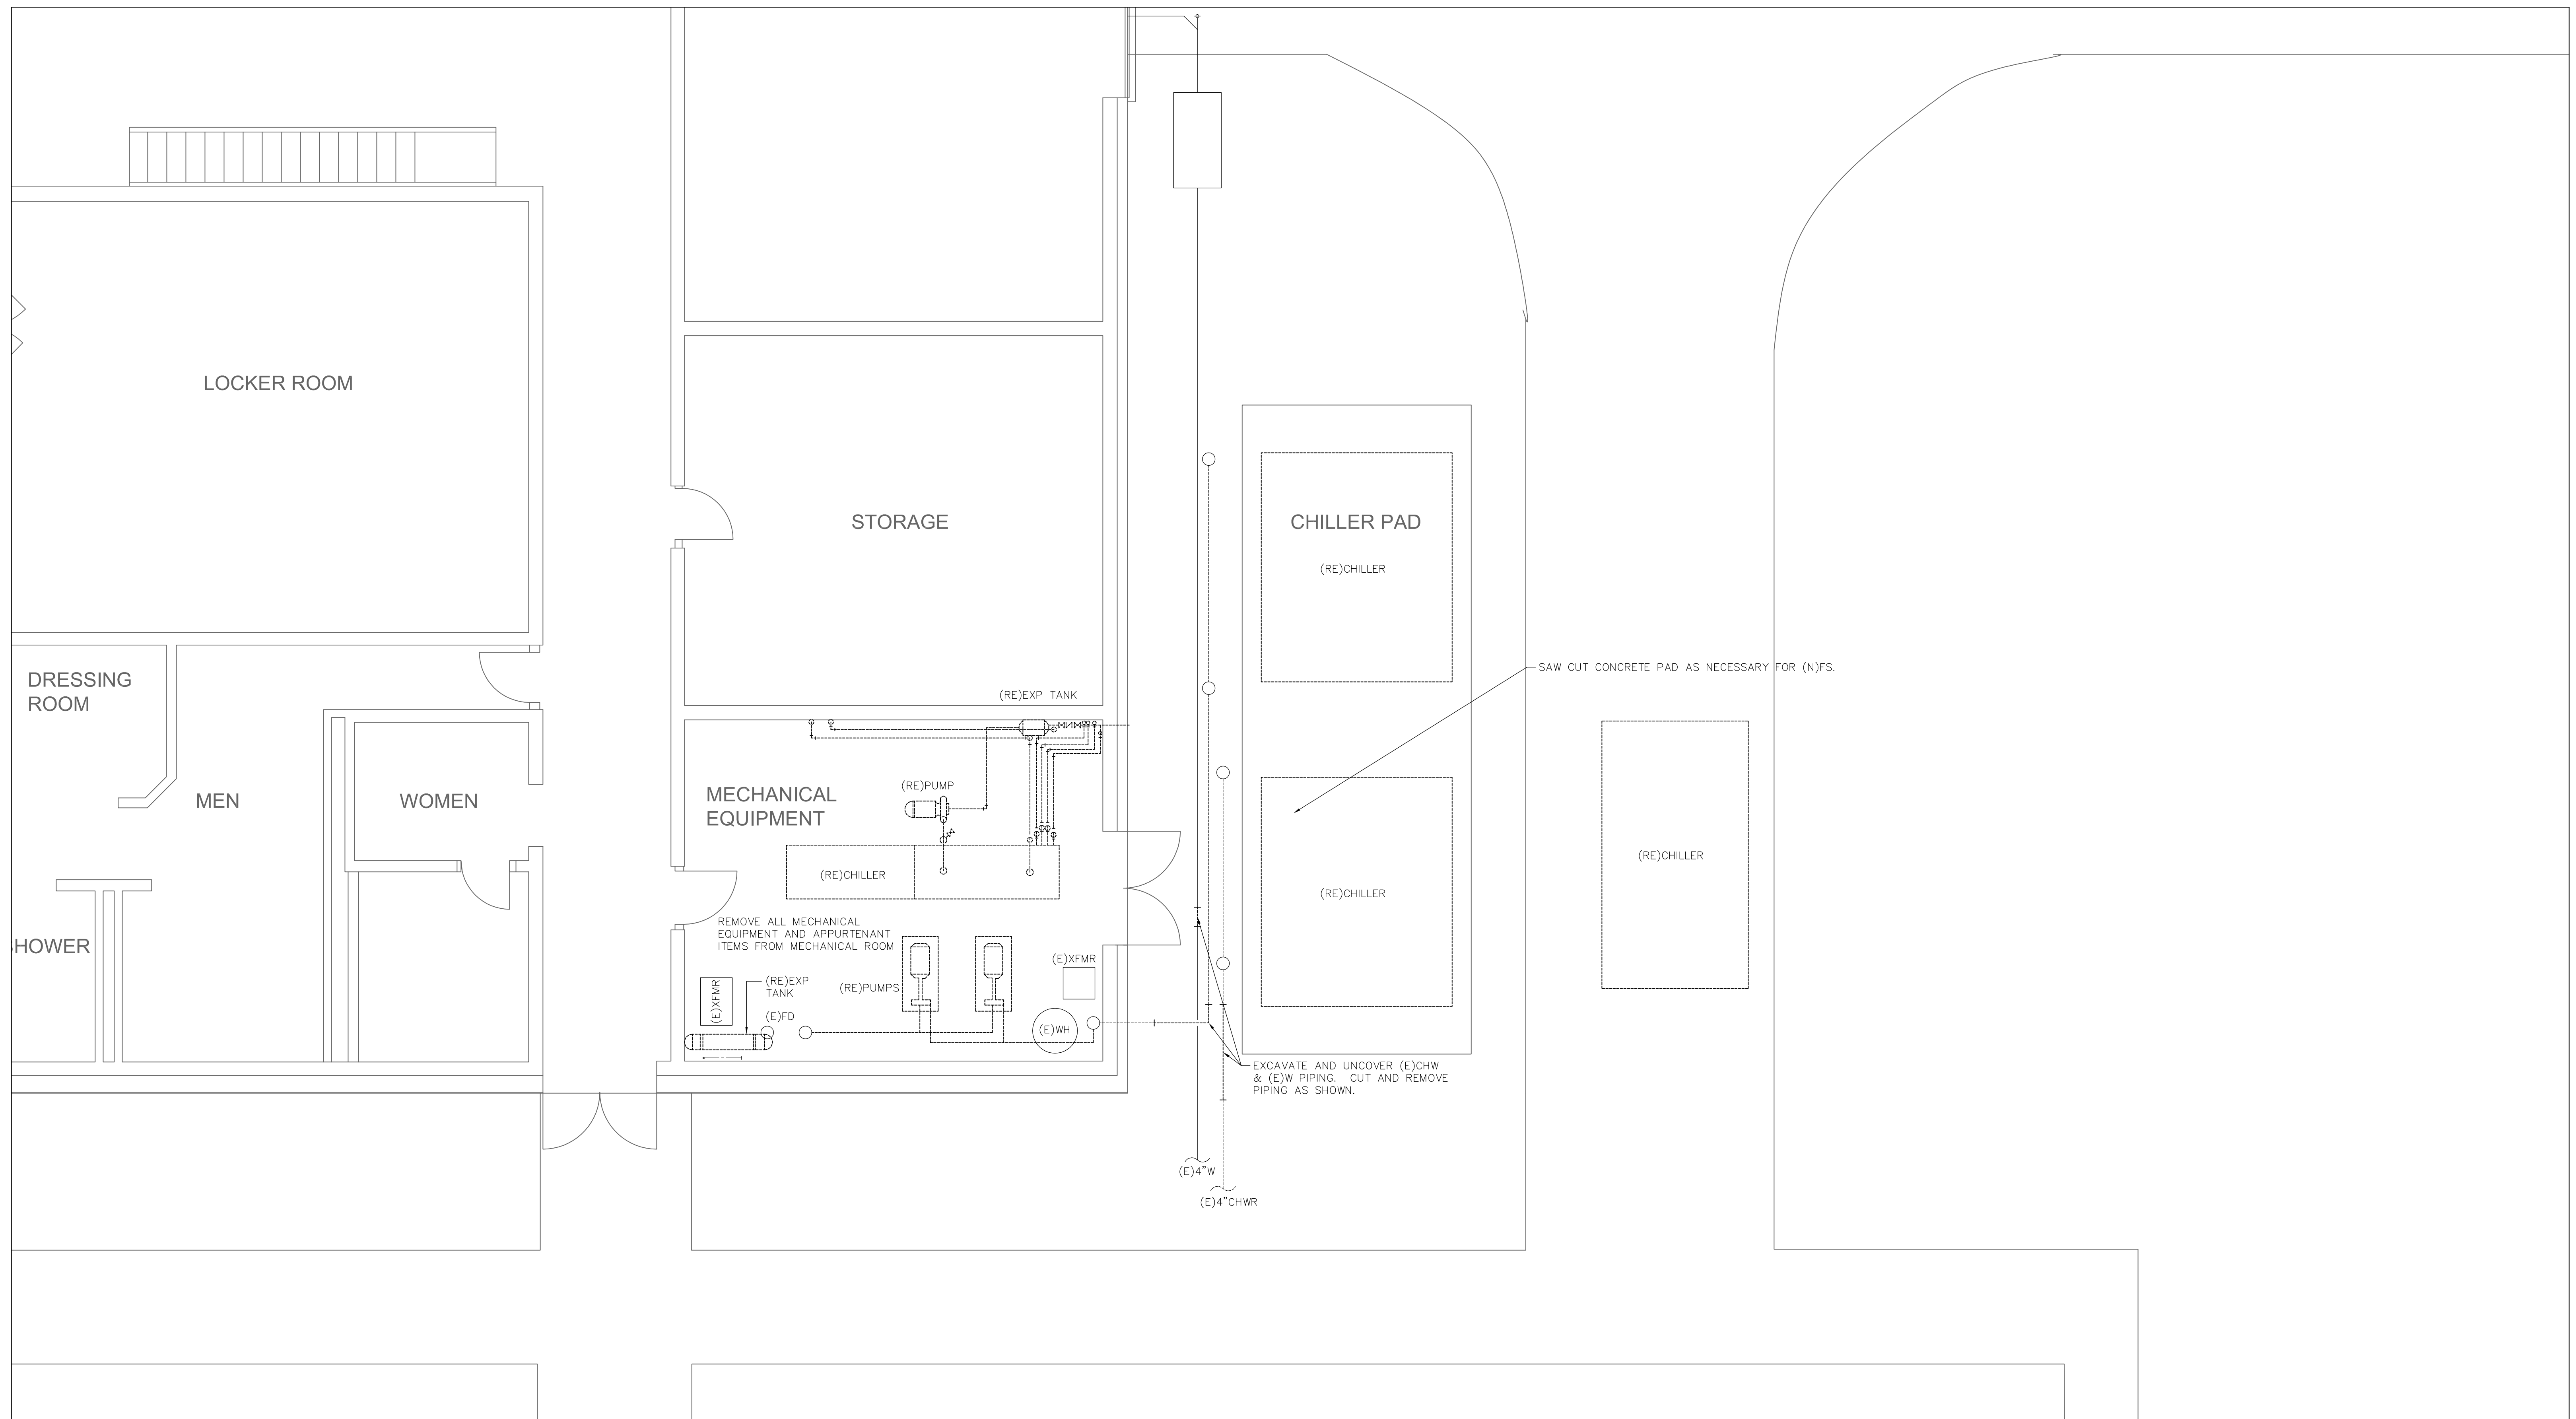 LOCKER ROOM
STORAGE
CHILLER PAD
(RE)CHILLER
SAW CUT CONCRETE PAD AS NECESSARY FOR (N)FS.
DRESSING
ROOM
(RE)EXP TANK
MEN
WOMEN
MECHANICAL
EQUIPMENT
(RE)PUMP
(RE)CHILLER
(RE)CHILLER
(RE)CHILLER
REMOVE ALL MECHANICAL
EQUIPMENT AND APPURTENANT
ITEMS FROM MECHANICAL ROOM
HOWER
(E)XFMR
(E)XFMR
(RE)EXP
TANK
(RE)PUMPS
(E)FD
(E)WH
EXCAVATE AND UNCOVER (E)CHW
& (E)W PIPING. CUT AND REMOVE
PIPING AS SHOWN.
(E)4"W
(E)4"CHWR